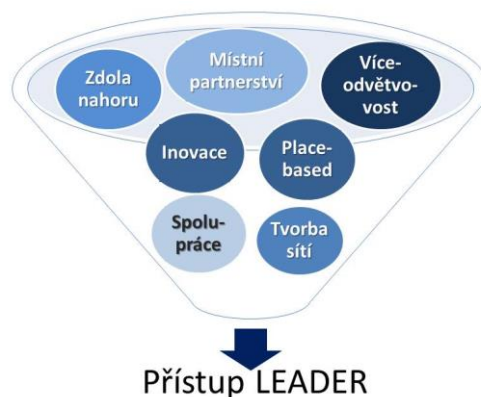 Zdola
nahoru
Místní
partnerství
Více-
odvětvo-
vost
Inovace
Place-
based
Spolu-
práce
Tvorba
sítí
Přístup LEADER